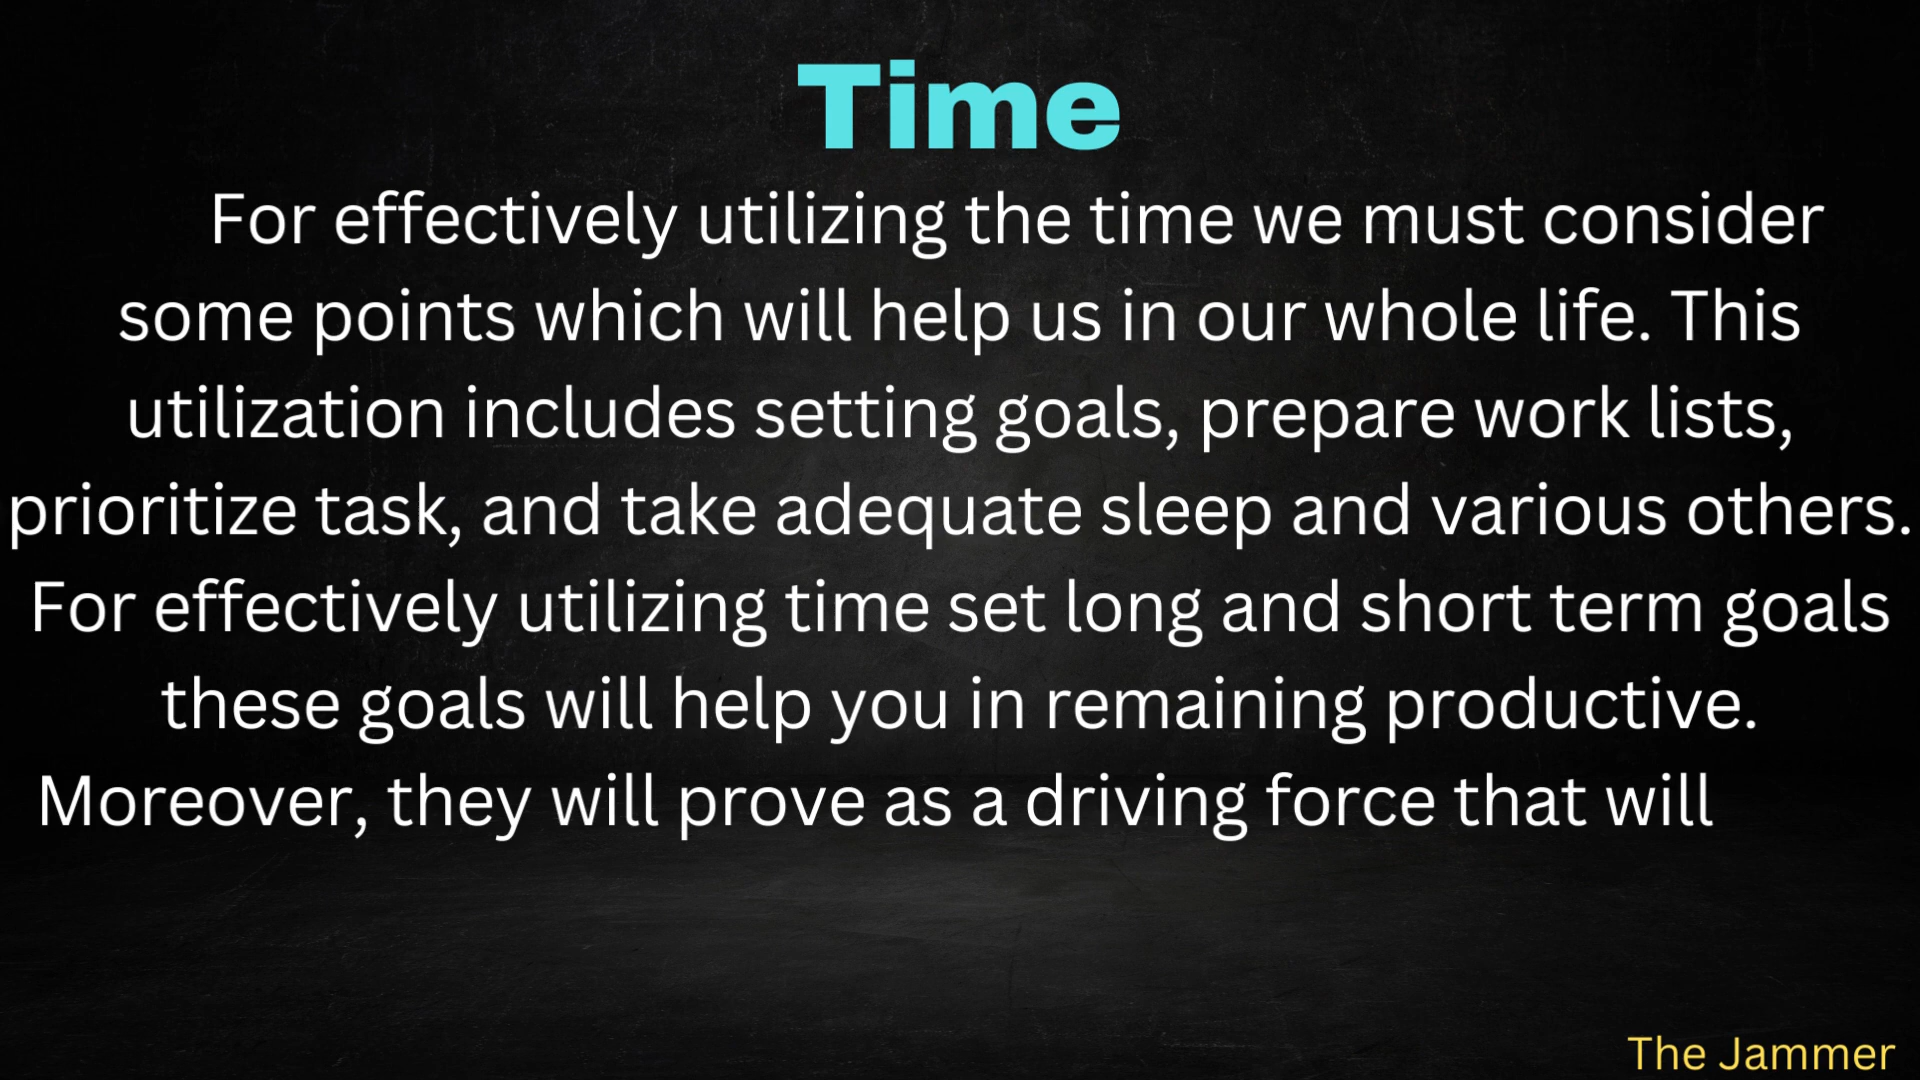 Time
For effectively utilizing the time we must consider
some points which will help us in our whole life. This
utilization includes setting goals, prepare work lists,
prioritize task, and take adequate sleep and various others.
For effectively utilizing time set long and short term goals
these goals will help you in remaining productive.
Moreover, they will prove as a driving force that will
The Jammer